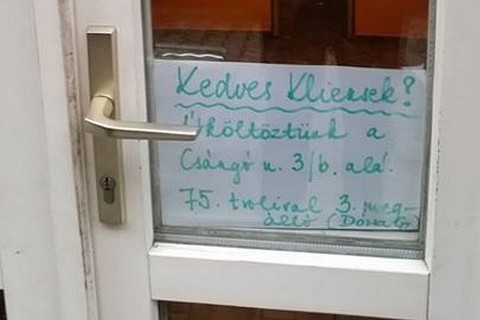 Kedves Kliensek!
Átköltöztünk a
Csángó u. 3/b. alá.
75. trolival 3. meg-
álló (Dózsa Gy